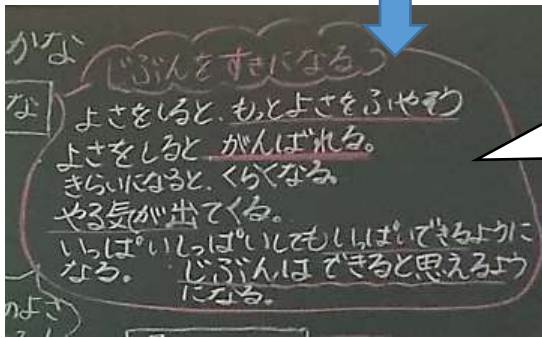 かな
じぶんをすきになる
な
よさをしると、もっとよさをふやそう
よさをしると がんばれる。
きらいになると、くらくなる。
やる気が出てくる。
いっぱいしっぱいしてもいっぱいできるように
なる。 じぶんは できると思えるよう
になる。
のよさ